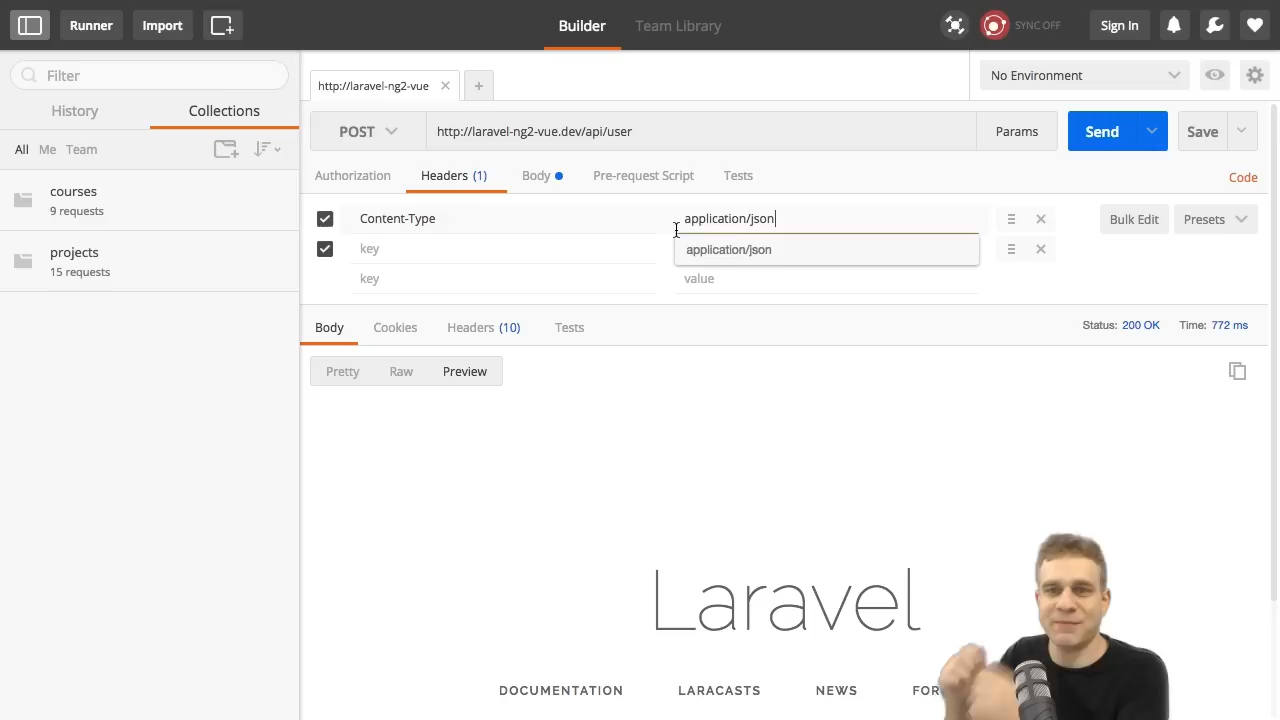 Runner
Import
Builder
Team Library
SYNC OFF
Sign In
Filter
History
Collections
All Me Team
courses
9 requests
projects
15 requests
http://laravel-ng2-vue
No Environment
POST
http://laravel-ng2-vue.dev/api/user
Params
Send
Save
Authorization
Headers (1)
Body
Pre-request Script
Tests
Code
Content-Type
application/json
Bulk Edit
Presets
key
application/json
key
value
Body
Cookies
Headers (10)
Tests
Status: 200 OK
Time: 772 ms
Pretty
Raw
Preview
Laravel
DOCUMENTATION
LARACASTS
NEWS